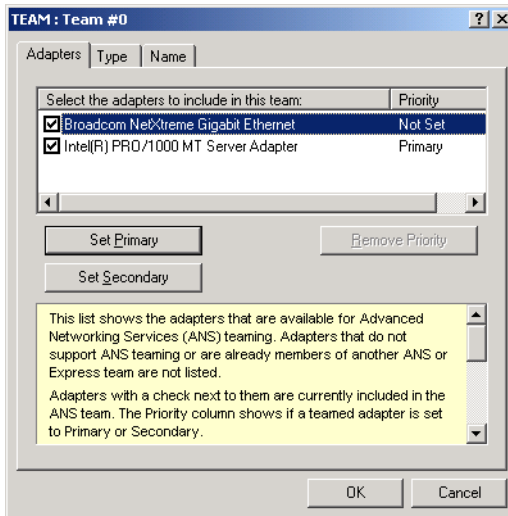 TEAM : Team #0
Adapters Type Name
Select the adapters to include in this team: Priority
Broadcom NetXtreme Gigabit Ethernet Not Set
Intel(R) PRO/1000 MT Server Adapter Primary
Set Primary Remove Priority
Set Secondary
This list shows the adapters that are available for Advanced
Networking Services (ANS) teaming. Adapters that do not
support ANS teaming or are already members of another ANS or
Express team are not listed.
Adapters with a check next to them are currently included in the
ANS team. The Priority column shows if a teamed adapter is set
to Primary or Secondary.
OK Cancel